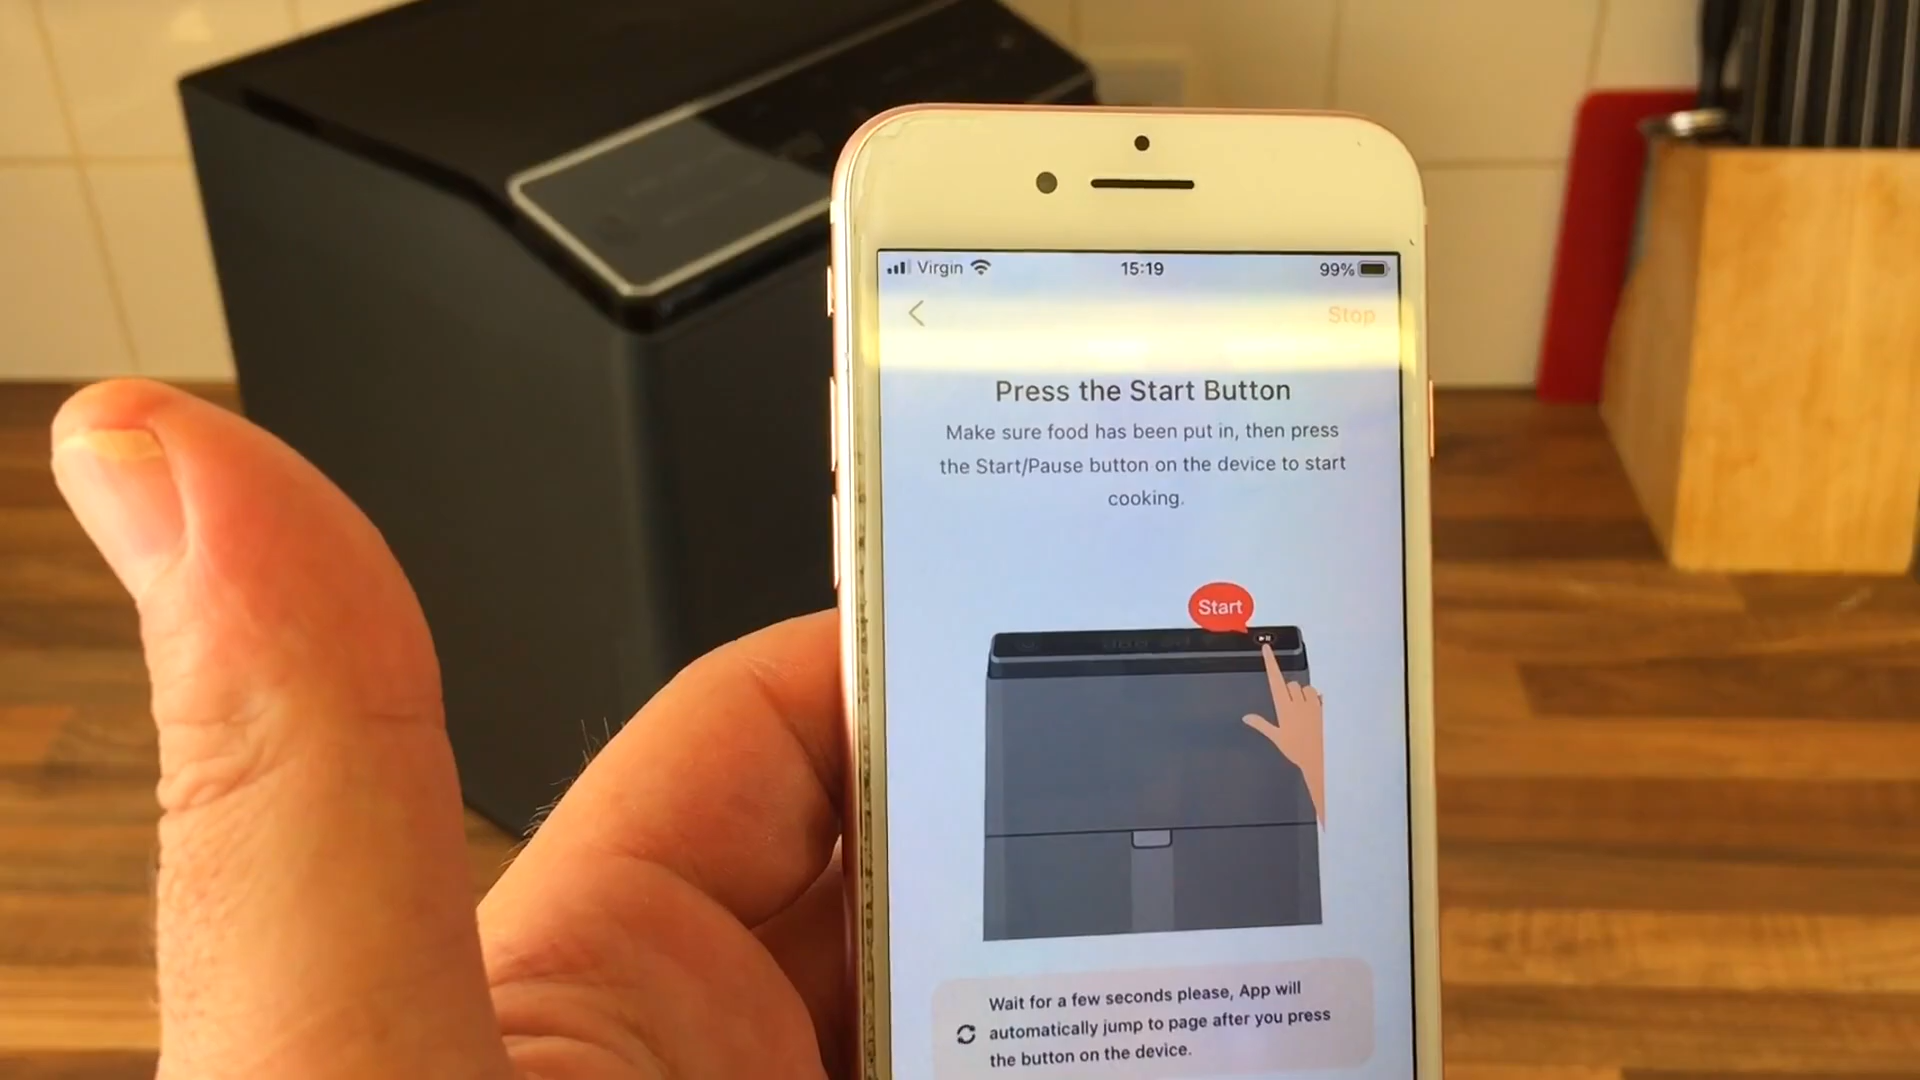 Virgin
15:19
99%
Stop
Press the Start Button
Make sure food has been put in, then press
the Start/Pause button on the device to start
cooking.
Start
Wait for a few seconds please, App will
automatically jump to page after you press
the button on the device.